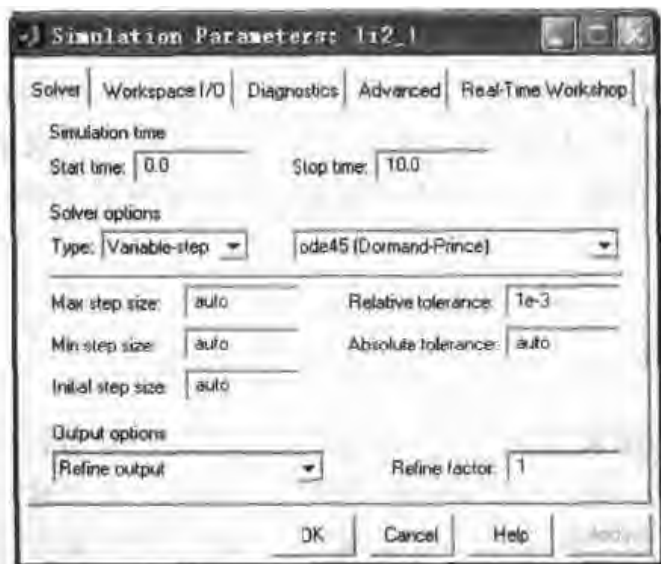 Simulation Parameters: li2_1
Solver Workspace I/O Diagnostics Advanced Real-Time Workshop
Simulation time
Start time: 0.0 Stop time: 10.0
Solver options
Type: Variable-step ode45 (Dormand-Prince)
Max step size: auto Relative tolerance: 1e-3
Min step size: auto Absolute tolerance: auto
Initial step size: auto
Output options
Refine output Refine factor: 1
OK Cancel Help Apply